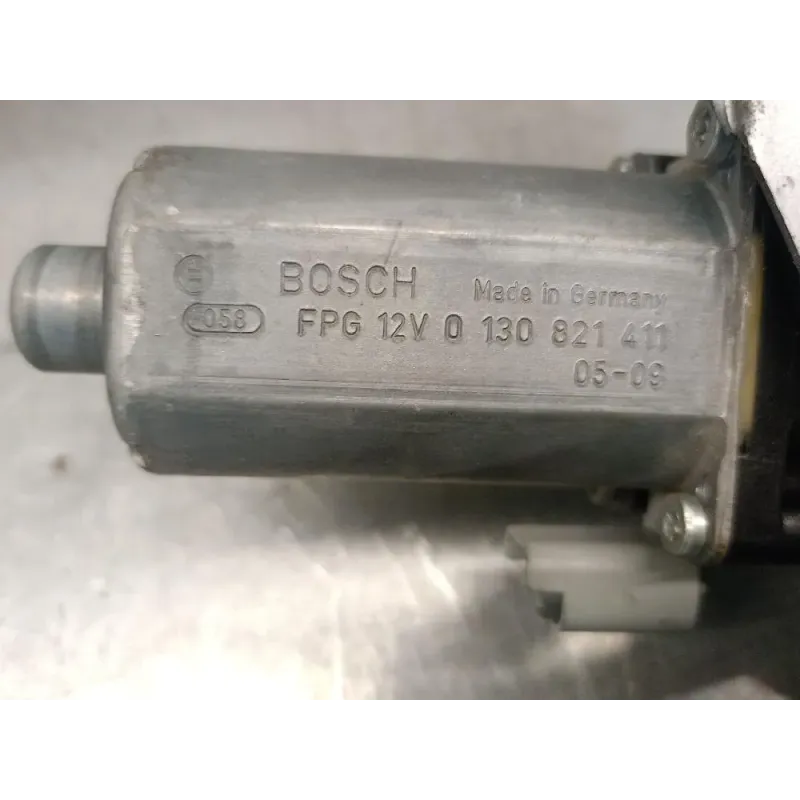 BOSCH Made in Germany
058 FPG 12V 0 130 821 411
05-09